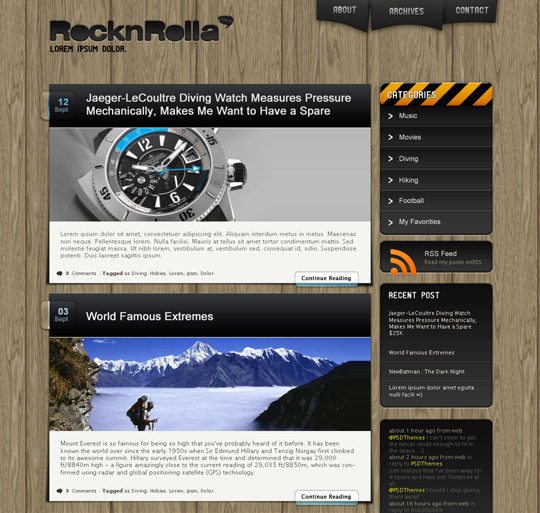 RocknRolla
LOREM IPSUM DOLOR.
ABOUT
ARCHIVES
CONTACT
12
Sept
Jaeger-LeCoultre Diving Watch Measures Pressure
Mechanically, Makes Me Want to Have a Spare
Lorem ipsum dolor sit amet, consectetuer adipiscing elit. Aliquam interdum metus in metus. Maecenas
non neque. Pellentesque lorem. Nulla facilisi. Mauris at tellus sit amet tortor condimentum mattis. Sed
molestie feugiat massa. Ut nibh lorem, vestibulum at, vestibulum sed, consequat id, odio. Suspendisse
potenti. Duis laoreet sagittis ipsum.
3 Comments Tagged as Diving, Hobies, Lorem, ipsm, Dolor.
Continue Reading
03
Sept
World Famous Extremes
Mount Everest is so famous for being so high that you've probably heard of it before. It has been
known the world over since the early 1950s when Sir Edmund Hillary and Tenzig Norgay first climbed
to its awesome summit. Hillary surveyed Everest at the time and determined that it was 29,000
ft/8840m high - a figure amazingly close to the current reading of 29,035 ft/8850m, which was con-
firmed using radar and global positioning satellite (GPS) technology.
3 Comments Tagged as Diving, Hobies, Lorem, ipsm, Dolor.
Continue Reading
CATEGORIES
Music
Movies
Diving
Hiking
Football
My Favorities
RSS Feed
Read my posts onRSS
RECENT POST
Jaerger-LeCoultre Diving Watch
Measures Pressure Mechanically,
Makes Me Want to Have a Spare
$25K
World Famous Extremes
NewBatman : The Dark Night
Lorem ipsum dolor amet eguita
nulli facili =)
about 1 hour ago from web
@PSDThemes I can't seem to get
the lancer small enough to fit in
the space... :(
about 2 hours ago from web in
reply to PSDThemes
Just realized that I've been away for
4 hours and have not Twittered at
all
@PSDThemes Should I stop giving
them away?
about 16 hours ago from web
in reply to